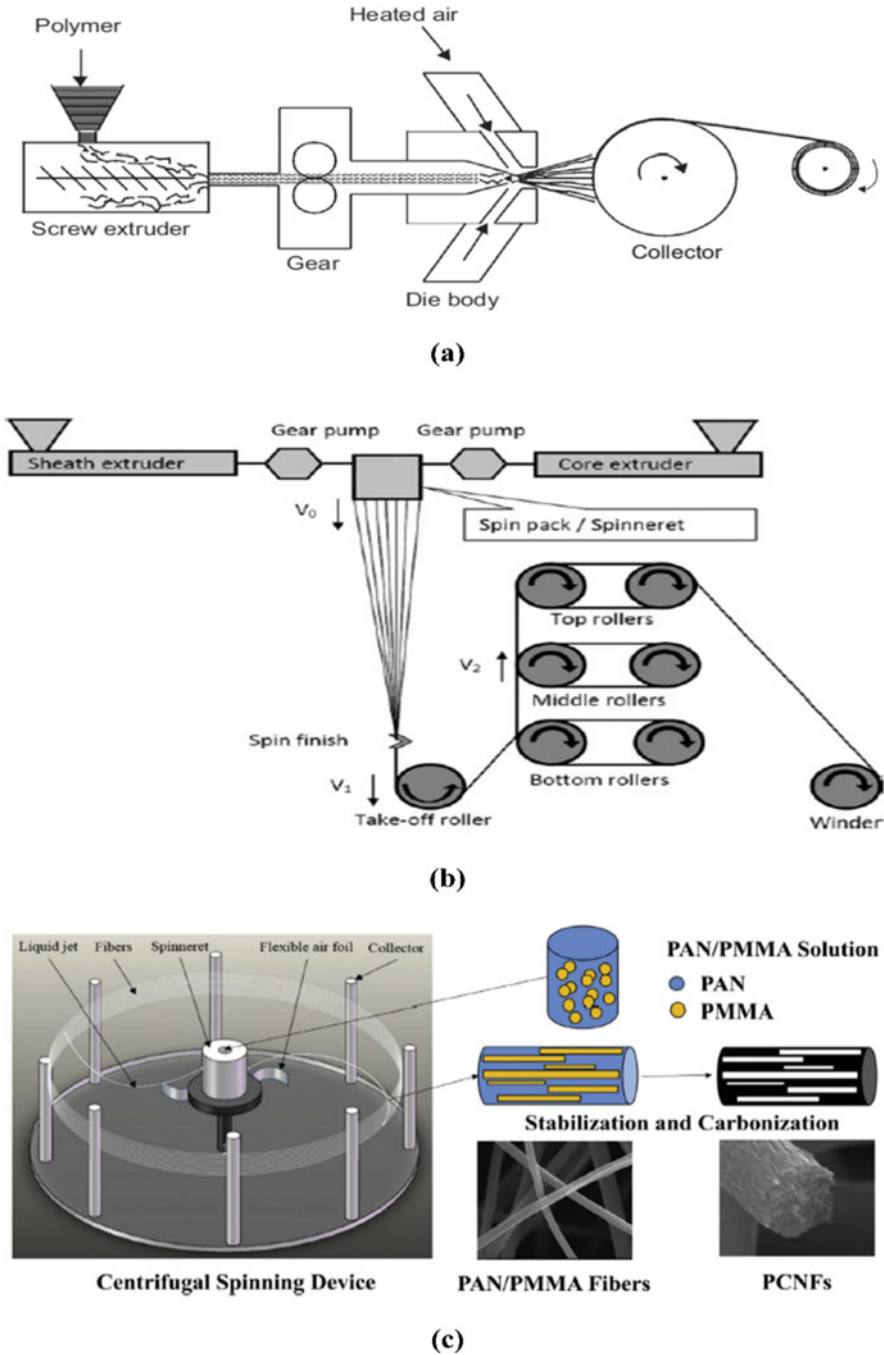 Polymer
Heated air
Screw extruder
Gear
Die body
Collector
(a)
Gear pump
Gear pump
Sheath extruder
Core extruder
V₀
Spin pack / Spinneret
Top rollers
V₂
Middle rollers
Spin finish
Bottom rollers
V₁
Take-off roller
Winder
(b)
Liquid jet
Fibers
Spinneret
Flexible air foil
Collector
PAN/PMMA Solution
PAN
PMMA
Stabilization and Carbonization
Centrifugal Spinning Device
PAN/PMMA Fibers
PCNFs
(c)